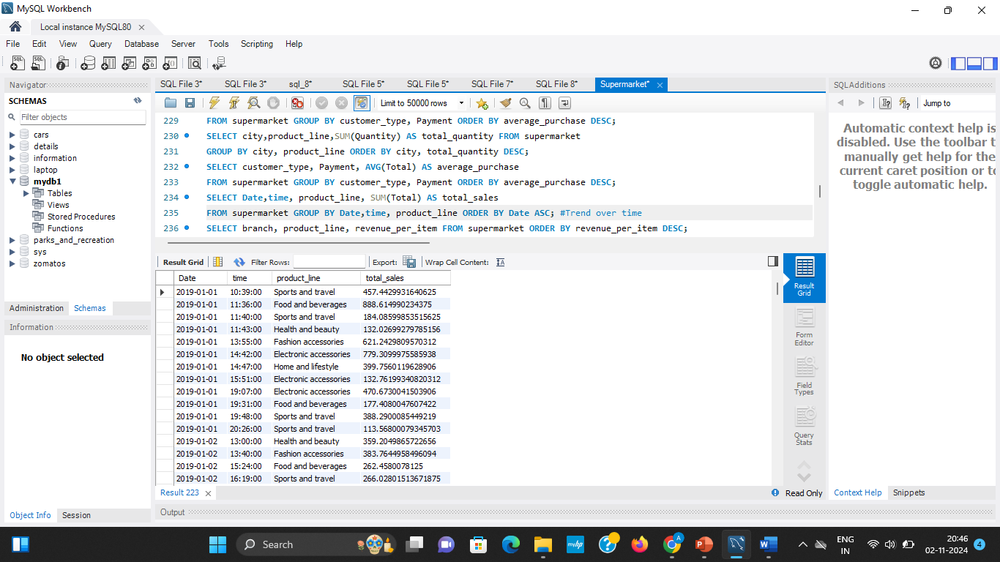 MySQL Workbench
Local instance MySQL80
File Edit View Query Database Server Tools Scripting Help
Navigator
SCHEMAS
Filter objects
cars
details
information
laptop
mydb1
Tables
Views
Stored Procedures
Functions
parks_and_recreation
sys
zomatos
Administration Schemas
Information
No object selected
Object Info Session
SQL File 3* SQL File 3* sql_8* SQL File 5* SQL File 5* SQL File 7* SQL File 8* Supermarket*
Limit to 50000 rows
229 FROM supermarket GROUP BY customer_type, Payment ORDER BY average_purchase DESC;
230 SELECT city,product_line,SUM(Quantity) AS total_quantity FROM supermarket
231 GROUP BY city, product_line ORDER BY city, total_quantity DESC;
232 SELECT customer_type, Payment, AVG(Total) AS average_purchase
233 FROM supermarket GROUP BY customer_type, Payment ORDER BY average_purchase DESC;
234 SELECT Date,time, product_line, SUM(Total) AS total_sales
235 FROM supermarket GROUP BY Date,time, product_line ORDER BY Date ASC; #Trend over time
236 SELECT branch, product_line, revenue_per_item FROM supermarket ORDER BY revenue_per_item DESC;
Result Grid Filter Rows: Export: Wrap Cell Content:
Date time product_line total_sales
2019-01-01 10:39:00 Sports and travel 457.4429931640625
2019-01-01 11:36:00 Food and beverages 888.614990234375
2019-01-01 11:40:00 Sports and travel 184.08599853515625
2019-01-01 11:43:00 Health and beauty 132.02699279785156
2019-01-01 13:55:00 Fashion accessories 621.2429809570312
2019-01-01 14:42:00 Electronic accessories 779.3099975585938
2019-01-01 14:47:00 Home and lifestyle 399.7560119628906
2019-01-01 15:51:00 Electronic accessories 132.76199340820312
2019-01-01 19:07:00 Electronic accessories 470.6730041503906
2019-01-01 19:31:00 Food and beverages 177.4080047607422
2019-01-01 19:48:00 Sports and travel 388.2900085449219
2019-01-01 20:26:00 Sports and travel 113.56800079345703
2019-01-02 13:00:00 Health and beauty 359.2049865722656
2019-01-02 13:40:00 Fashion accessories 383.7644958496094
2019-01-02 15:24:00 Food and beverages 262.4580078125
2019-01-02 16:19:00 Sports and travel 266.02801513671875
Result
Grid
Form
Editor
Field
Types
Query
Stats
Result 223
Read Only
Output
SQLAdditions
Jump to
Automatic context help is
disabled. Use the toolbar t
manually get help for the
current caret position or to
toggle automatic help.
Context Help Snippets
Search
myhp
ENG
IN
20:46
02-11-2024
4